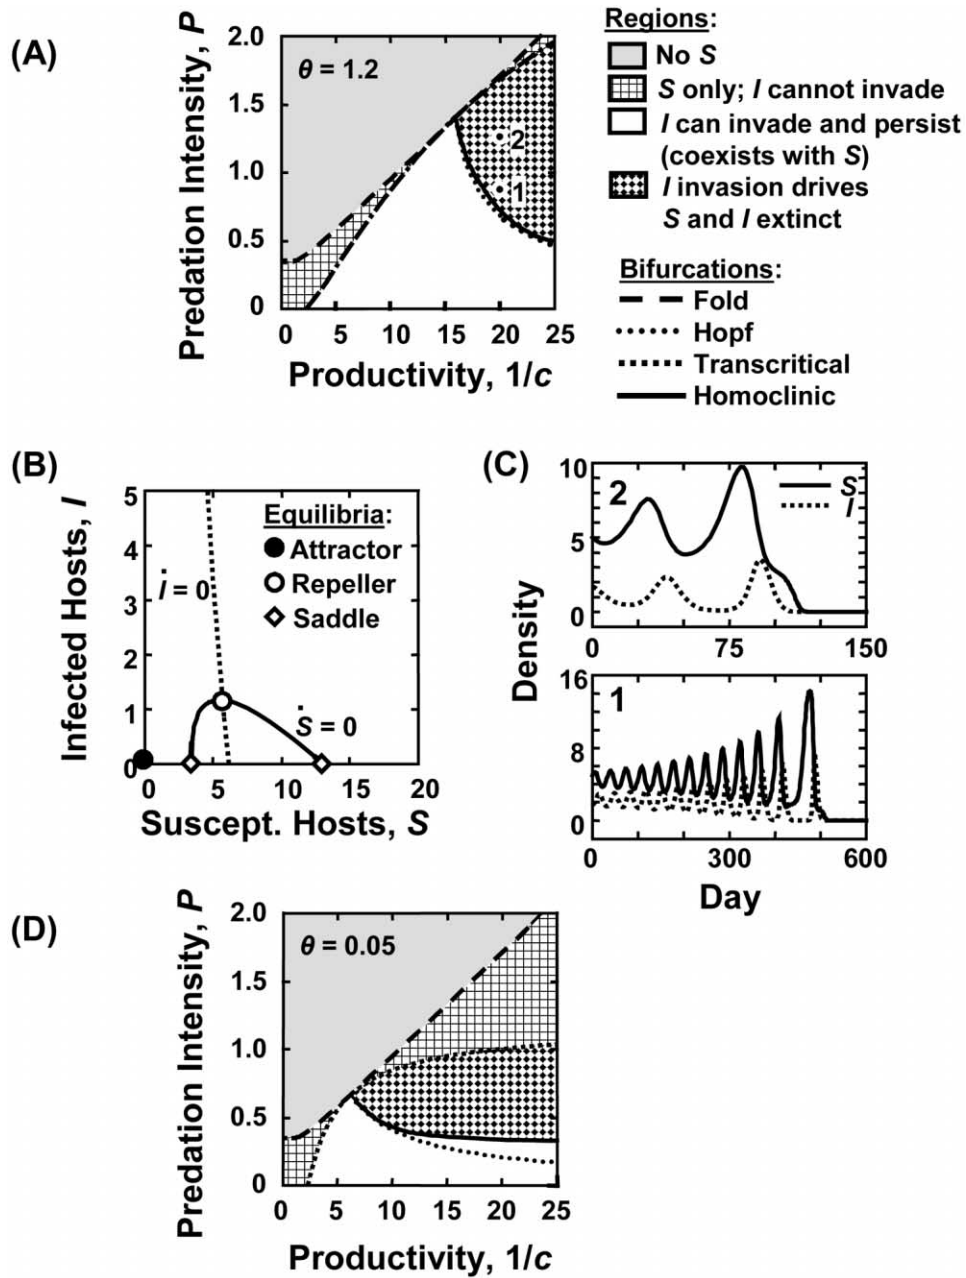 (A)
Predation Intensity, P
2.0
1.5
1.0
0.5
0
θ = 1.2
2
1
0 5 10 15 20 25
Productivity, 1/c
Regions:
No S
S only; I cannot invade
I can invade and persist
(coexists with S)
I invasion drives
S and I extinct
Bifurcations:
Fold
Hopf
Transcritical
Homoclinic
(B)
Infected Hosts, I
5
4
3
2
1
0
Equilibria:
Attractor
Repeller
Saddle
İ = 0
Ṡ = 0
0 5 10 15 20
Suscept. Hosts, S
(C)
Density
10
5
0
2
S
I
0 75 150
16
8
0
1
0 300 600
Day
(D)
Predation Intensity, P
2.0
1.5
1.0
0.5
0
θ = 0.05
0 5 10 15 20 25
Productivity, 1/c